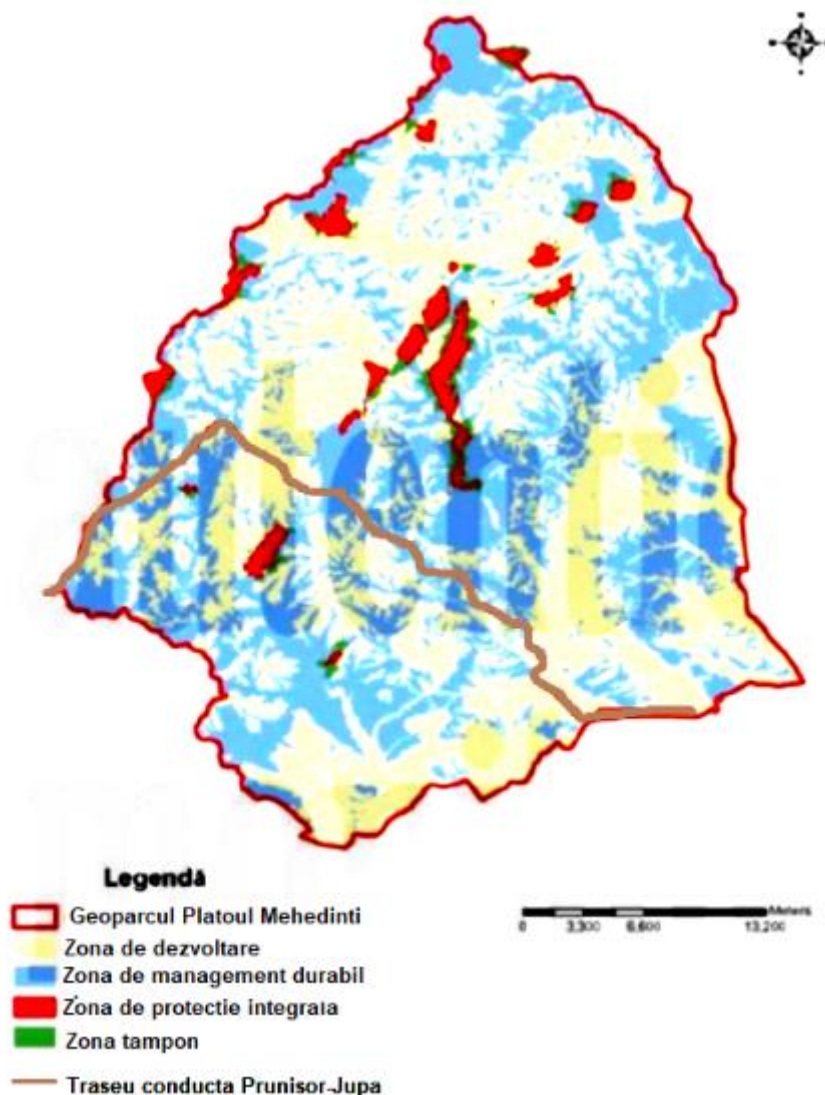 Legendă
Geoparcul Platoul Mehedinti
Zona de dezvoltare
Zona de management durabil
Zona de protectie integrala
Zona tampon
Traseu conducta Prunisor-Jupa
Meters
0 3,300 6,600 13,200